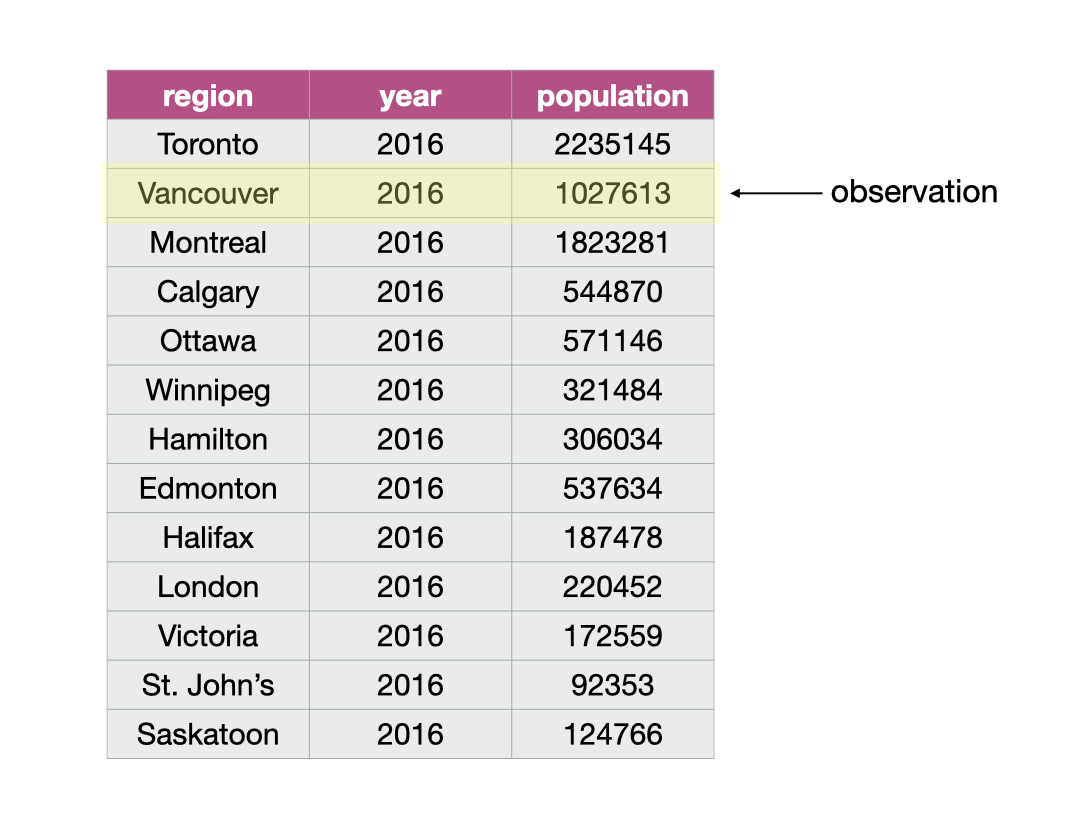 region year population
Toronto 2016 2235145
Vancouver 2016 1027613 observation
Montreal 2016 1823281
Calgary 2016 544870
Ottawa 2016 571146
Winnipeg 2016 321484
Hamilton 2016 306034
Edmonton 2016 537634
Halifax 2016 187478
London 2016 220452
Victoria 2016 172559
St. John’s 2016 92353
Saskatoon 2016 124766